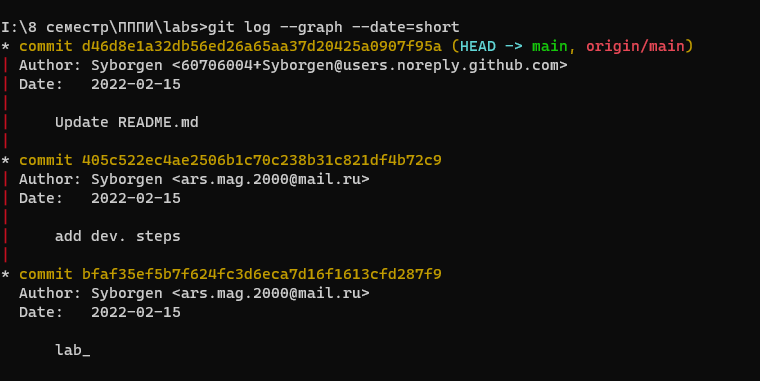 I:\8 семестр\ПППИ\labs>git log --graph --date=short
* commit d46d8e1a32db56ed26a65aa37d20425a0907f95a (HEAD -> main, origin/main)
| Author: Syborgen <60706004+Syborgen@users.noreply.github.com>
| Date:   2022-02-15
|
|     Update README.md
|
* commit 405c522ec4ae2506b1c70c238b31c821df4b72c9
| Author: Syborgen <ars.mag.2000@mail.ru>
| Date:   2022-02-15
|
|     add dev. steps
|
* commit bfaf35ef5b7f624fc3d6eca7d16f1613cfd287f9
  Author: Syborgen <ars.mag.2000@mail.ru>
  Date:   2022-02-15

      lab_